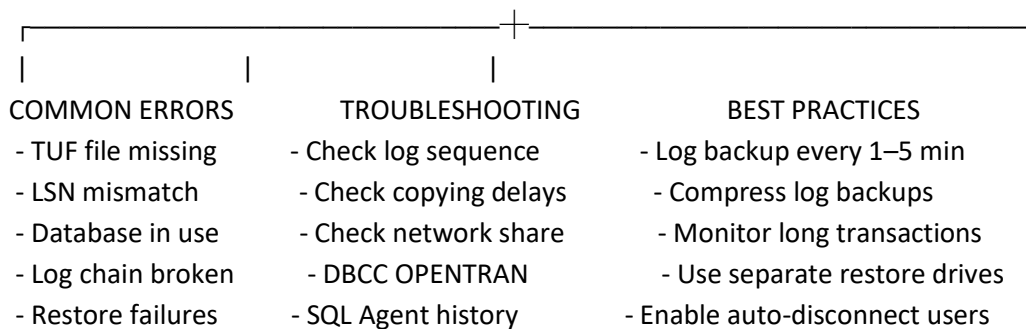 COMMON ERRORS TROUBLESHOOTING BEST PRACTICES
- TUF file missing - Check log sequence - Log backup every 1–5 min
- LSN mismatch - Check copying delays - Compress log backups
- Database in use - Check network share - Monitor long transactions
- Log chain broken - DBCC OPENTRAN - Use separate restore drives
- Restore failures - SQL Agent history - Enable auto-disconnect users